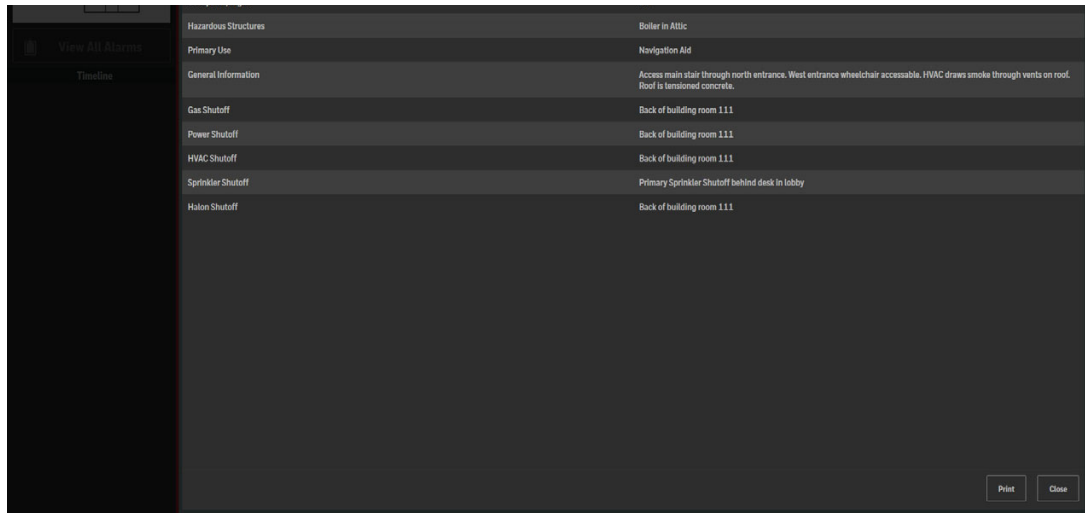 Hazardous Structures
Boiler in Attic
View All Alarms
Primary Use
Navigation Aid
Timeline
General Information
Access main stair through north entrance. West entrance wheelchair accessable. HVAC draws smoke through vents on roof.
Roof is tensioned concrete.
Gas Shutoff
Back of building room 111
Power Shutoff
Back of building room 111
HVAC Shutoff
Back of building room 111
Sprinkler Shutoff
Primary Sprinkler Shutoff behind desk in lobby
Halon Shutoff
Back of building room 111
Print
Close